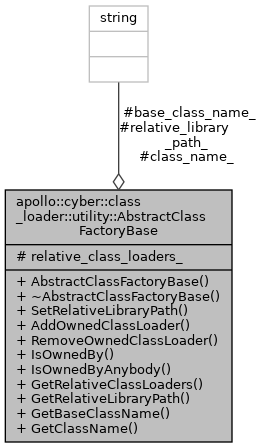 string
#base_class_name_
#relative_library
_path_
#class_name_
apollo::cyber::class
_loader::utility::AbstractClass
FactoryBase
# relative_class_loaders_
+ AbstractClassFactoryBase()
+ ~AbstractClassFactoryBase()
+ SetRelativeLibraryPath()
+ AddOwnedClassLoader()
+ RemoveOwnedClassLoader()
+ IsOwnedBy()
+ IsOwnedByAnybody()
+ GetRelativeClassLoaders()
+ GetRelativeLibraryPath()
+ GetBaseClassName()
+ GetClassName()